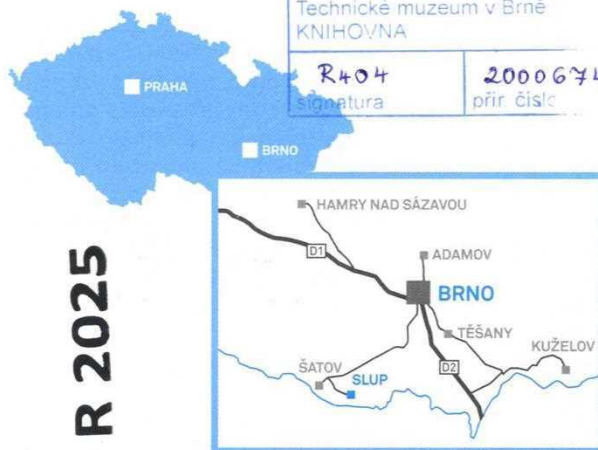 Technické muzeum v Brně
KNIHOVNA
R404
signatura
přír. číslo
PRAHA
BRNO
R 2025
HAMRY NAD SÁZAVOU
D1
ADAMOV
BRNO
TĚŠANY
KUŽELOV
D2
ŠATOV
SLUP